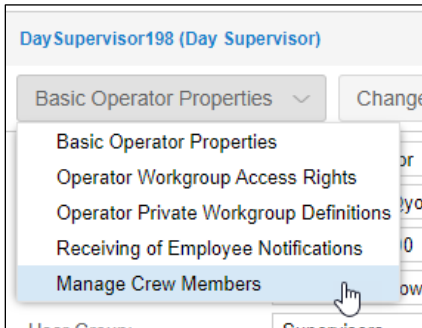 DaySupervisor198 (Day Supervisor)
Basic Operator Properties Change
Basic Operator Properties
Operator Workgroup Access Rights
Operator Private Workgroup Definitions
Receiving of Employee Notifications
Manage Crew Members